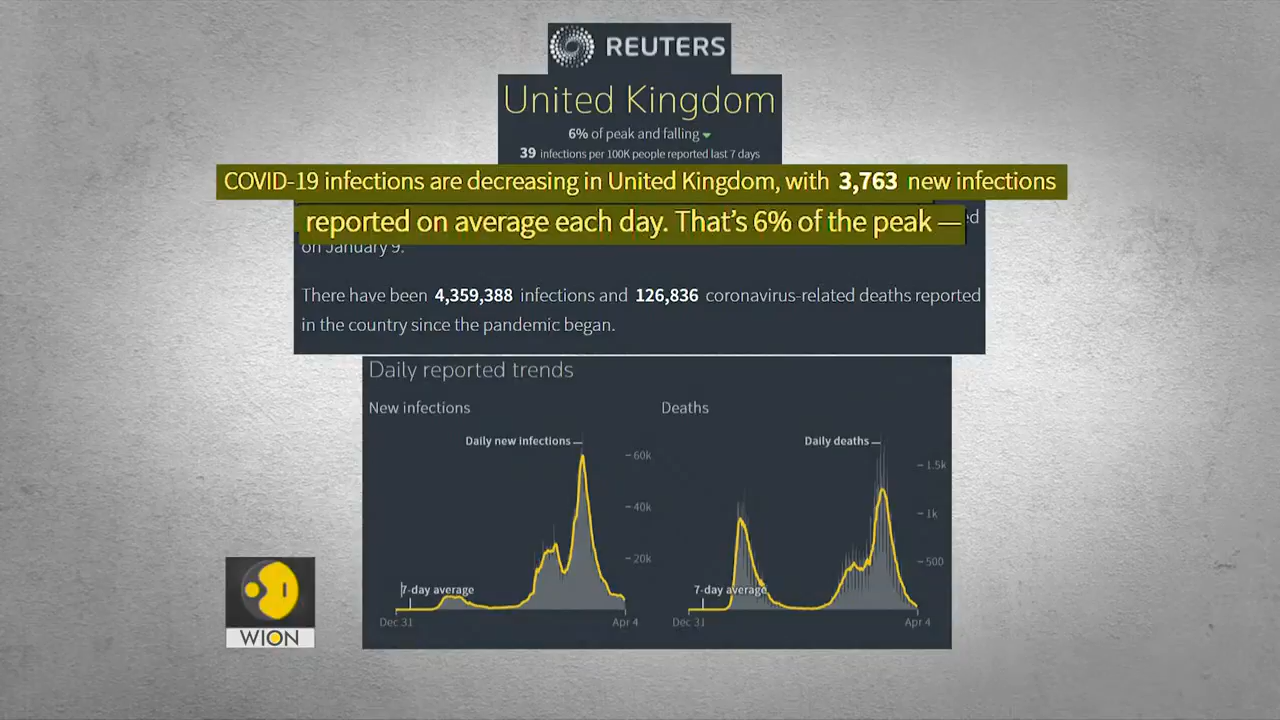 REUTERS
United Kingdom
6% of peak and falling
39 infections per 100K people reported last 7 days
COVID-19 infections are decreasing in United Kingdom, with 3,763 new infections
reported on average each day. That's 6% of the peak —
on January 9.
There have been 4,359,388 infections and 126,836 coronavirus-related deaths reported
in the country since the pandemic began.
Daily reported trends
New infections
Deaths
Daily new infections
60k
40k
20k
7-day average
Dec 31
Apr 4
Daily deaths
1.5k
1k
500
7-day average
Dec 31
Apr 4
WION